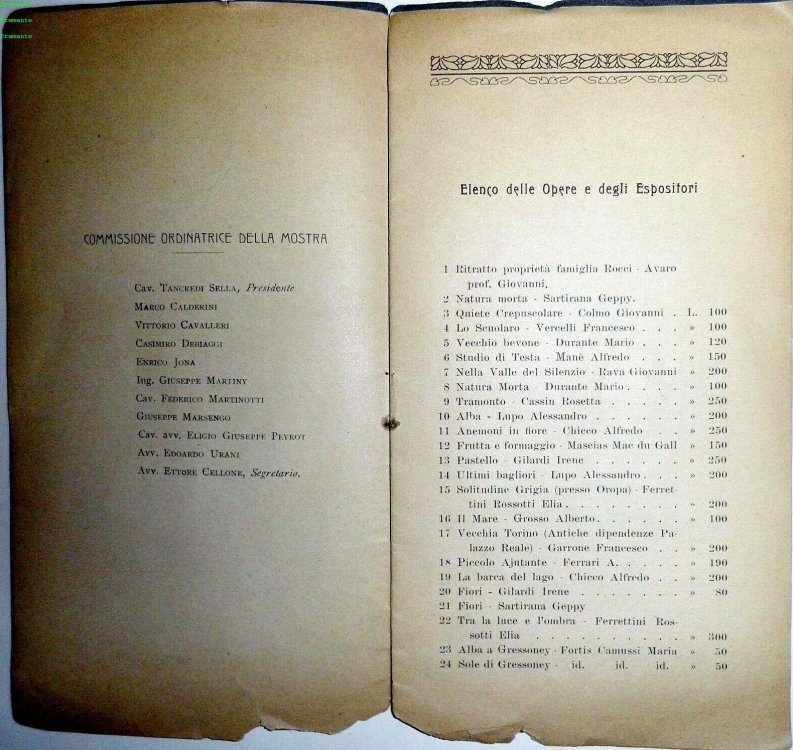 Bramante
Bramante
COMMISSIONE ORDINATRICE DELLA MOSTRA
Cav. Tancredi Sella, Presidente
Marco Calderini
Vittorio Cavalleri
Casimiro Debiaggi
Enrico Jona
Ing. Giuseppe Martiny
Cav. Federico Martinotti
Giuseppe Marsengo
Cav. avv. Eligio Giuseppe Peyrot
Avv. Edoardo Urani
Avv. Ettore Cellone, Segretario.
Elenco delle Opere e degli Espositori
1 Ritratto proprietà famiglia Rocci - Avaro
prof. Giovanni.
2 Natura morta - Sartirana Geppy.
3 Quiete Crepuscolare - Colmo Giovanni . L. 100
4 Lo Scuolaro - Vercelli Francesco . . . » 100
5 Vecchio bevone - Durante Mario . . . » 120
6 Studio di Testa - Manè Alfredo . . . » 150
7 Nella Valle del Silenzio - Rava Giovanni » 200
8 Natura Morta - Durante Mario . . . . » 100
9 Tramonto - Cassin Rosetta . . . . . » 250
10 Alba - Lupo Alessandro . . . . . . » 200
11 Anemoni in fiore - Chicco Alfredo . . » 250
12 Frutta e formaggio - Mascias Mac du Gall » 150
13 Pastello - Gilardi Irene . . . . . . » 250
14 Ultimi bagliori - Lupo Alessandro . . . » 200
15 Solitudine Grigia (presso Oropa) - Ferret-
tini Rossotti Elia . . . . . . . » 200
16 Il Mare - Grosso Alberto . . . . . . » 100
17 Vecchia Torino (Antiche dipendenze Pa-
lazzo Reale) - Garrone Francesco . . » 200
18 Piccolo Ajutante - Ferrari A. . . . . » 190
19 La barca del lago - Chicco Alfredo . . » 200
20 Fiori - Gilardi Irene . . . . . . . » 80
21 Fiori - Sartirana Geppy
22 Tra la luce e l'ombra - Ferrettini Ros-
sotti Elia . . . . . . . . . . » 300
23 Alba a Gressoney - Fortis Camussi Maria » 50
24 Sole di Gressoney - id. id. id. » 50